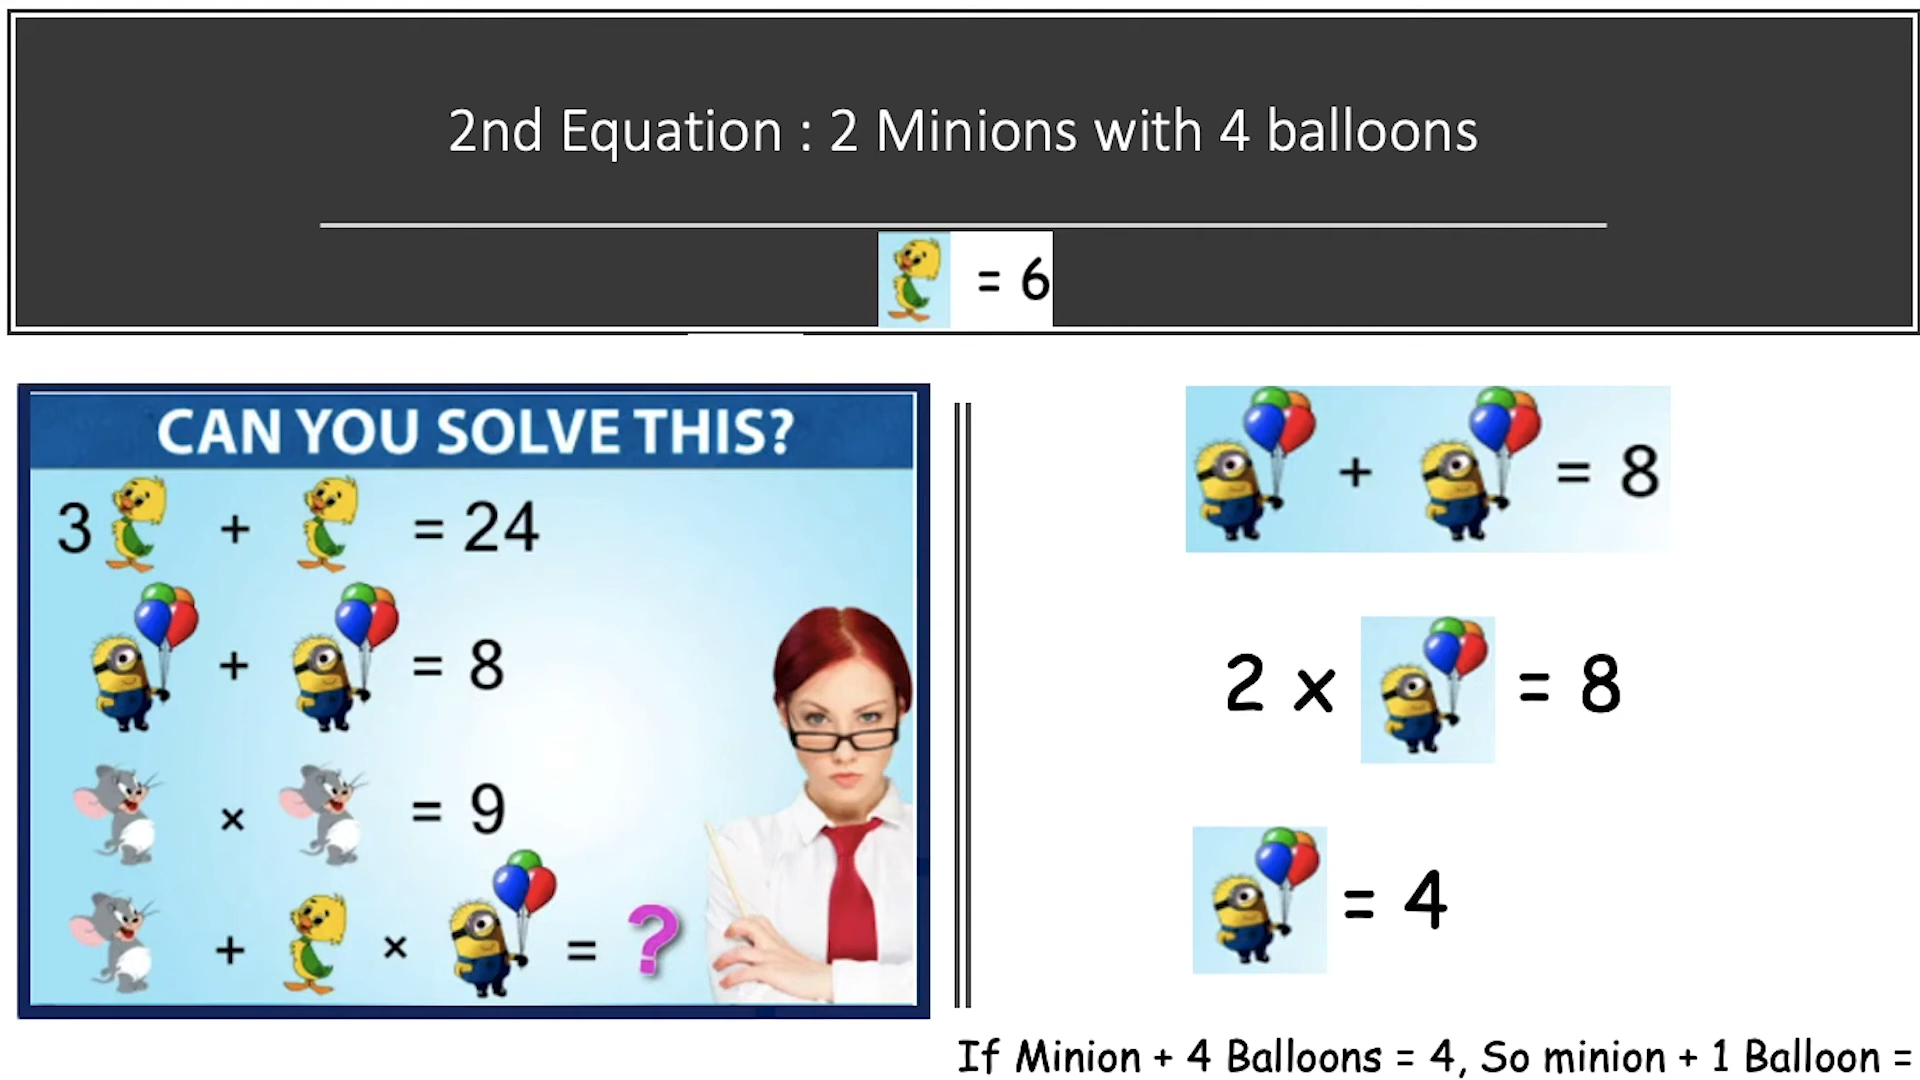 2nd Equation : 2 Minions with 4 balloons
= 6
CAN YOU SOLVE THIS?
3 + = 24
+ = 8
× = 9
+ × = ?
+ = 8
2 x = 8
= 4
If Minion + 4 Balloons = 4, So minion + 1 Balloon =